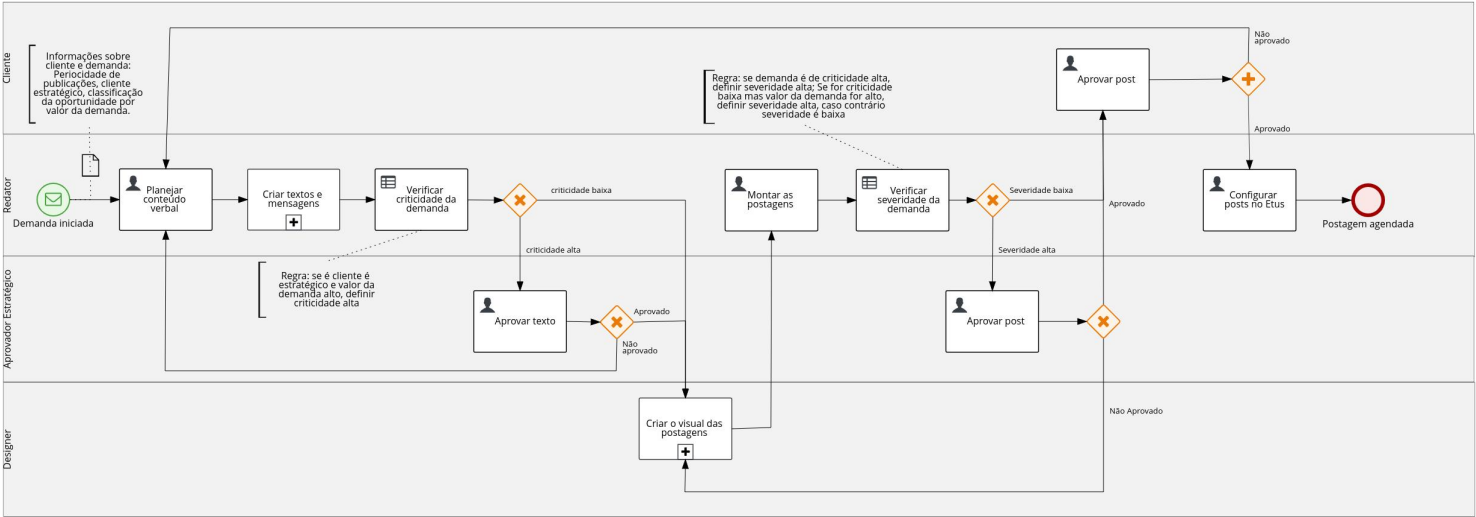 Cliente
Informações sobre
cliente e demanda:
Periocidade de
publicações, cliente
estratégico, classificação
da oportunidade por
valor da demanda.
Regra: se demanda é de criticidade alta,
definir severidade alta; Se for criticidade
baixa mas valor da demanda for alto,
definir severidade alta, caso contrário
severidade é baixa
Aprovar post
Não
aprovado
Aprovado
Redator
Demanda iniciada
Planejar
conteúdo
verbal
Criar textos e
mensagens
Verificar
criticidade da
demanda
criticidade baixa
criticidade alta
Montar as
postagens
Verificar
severidade da
demanda
Severidade baixa
Severidade alta
Aprovado
Configurar
posts no Etus
Postagem agendada
Aprovador Estratégico
Regra: se é cliente é
estratégico e valor da
demanda alto, definir
criticidade alta
Aprovar texto
Aprovado
Não
aprovado
Aprovar post
Não Aprovado
Designer
Criar o visual das
postagens